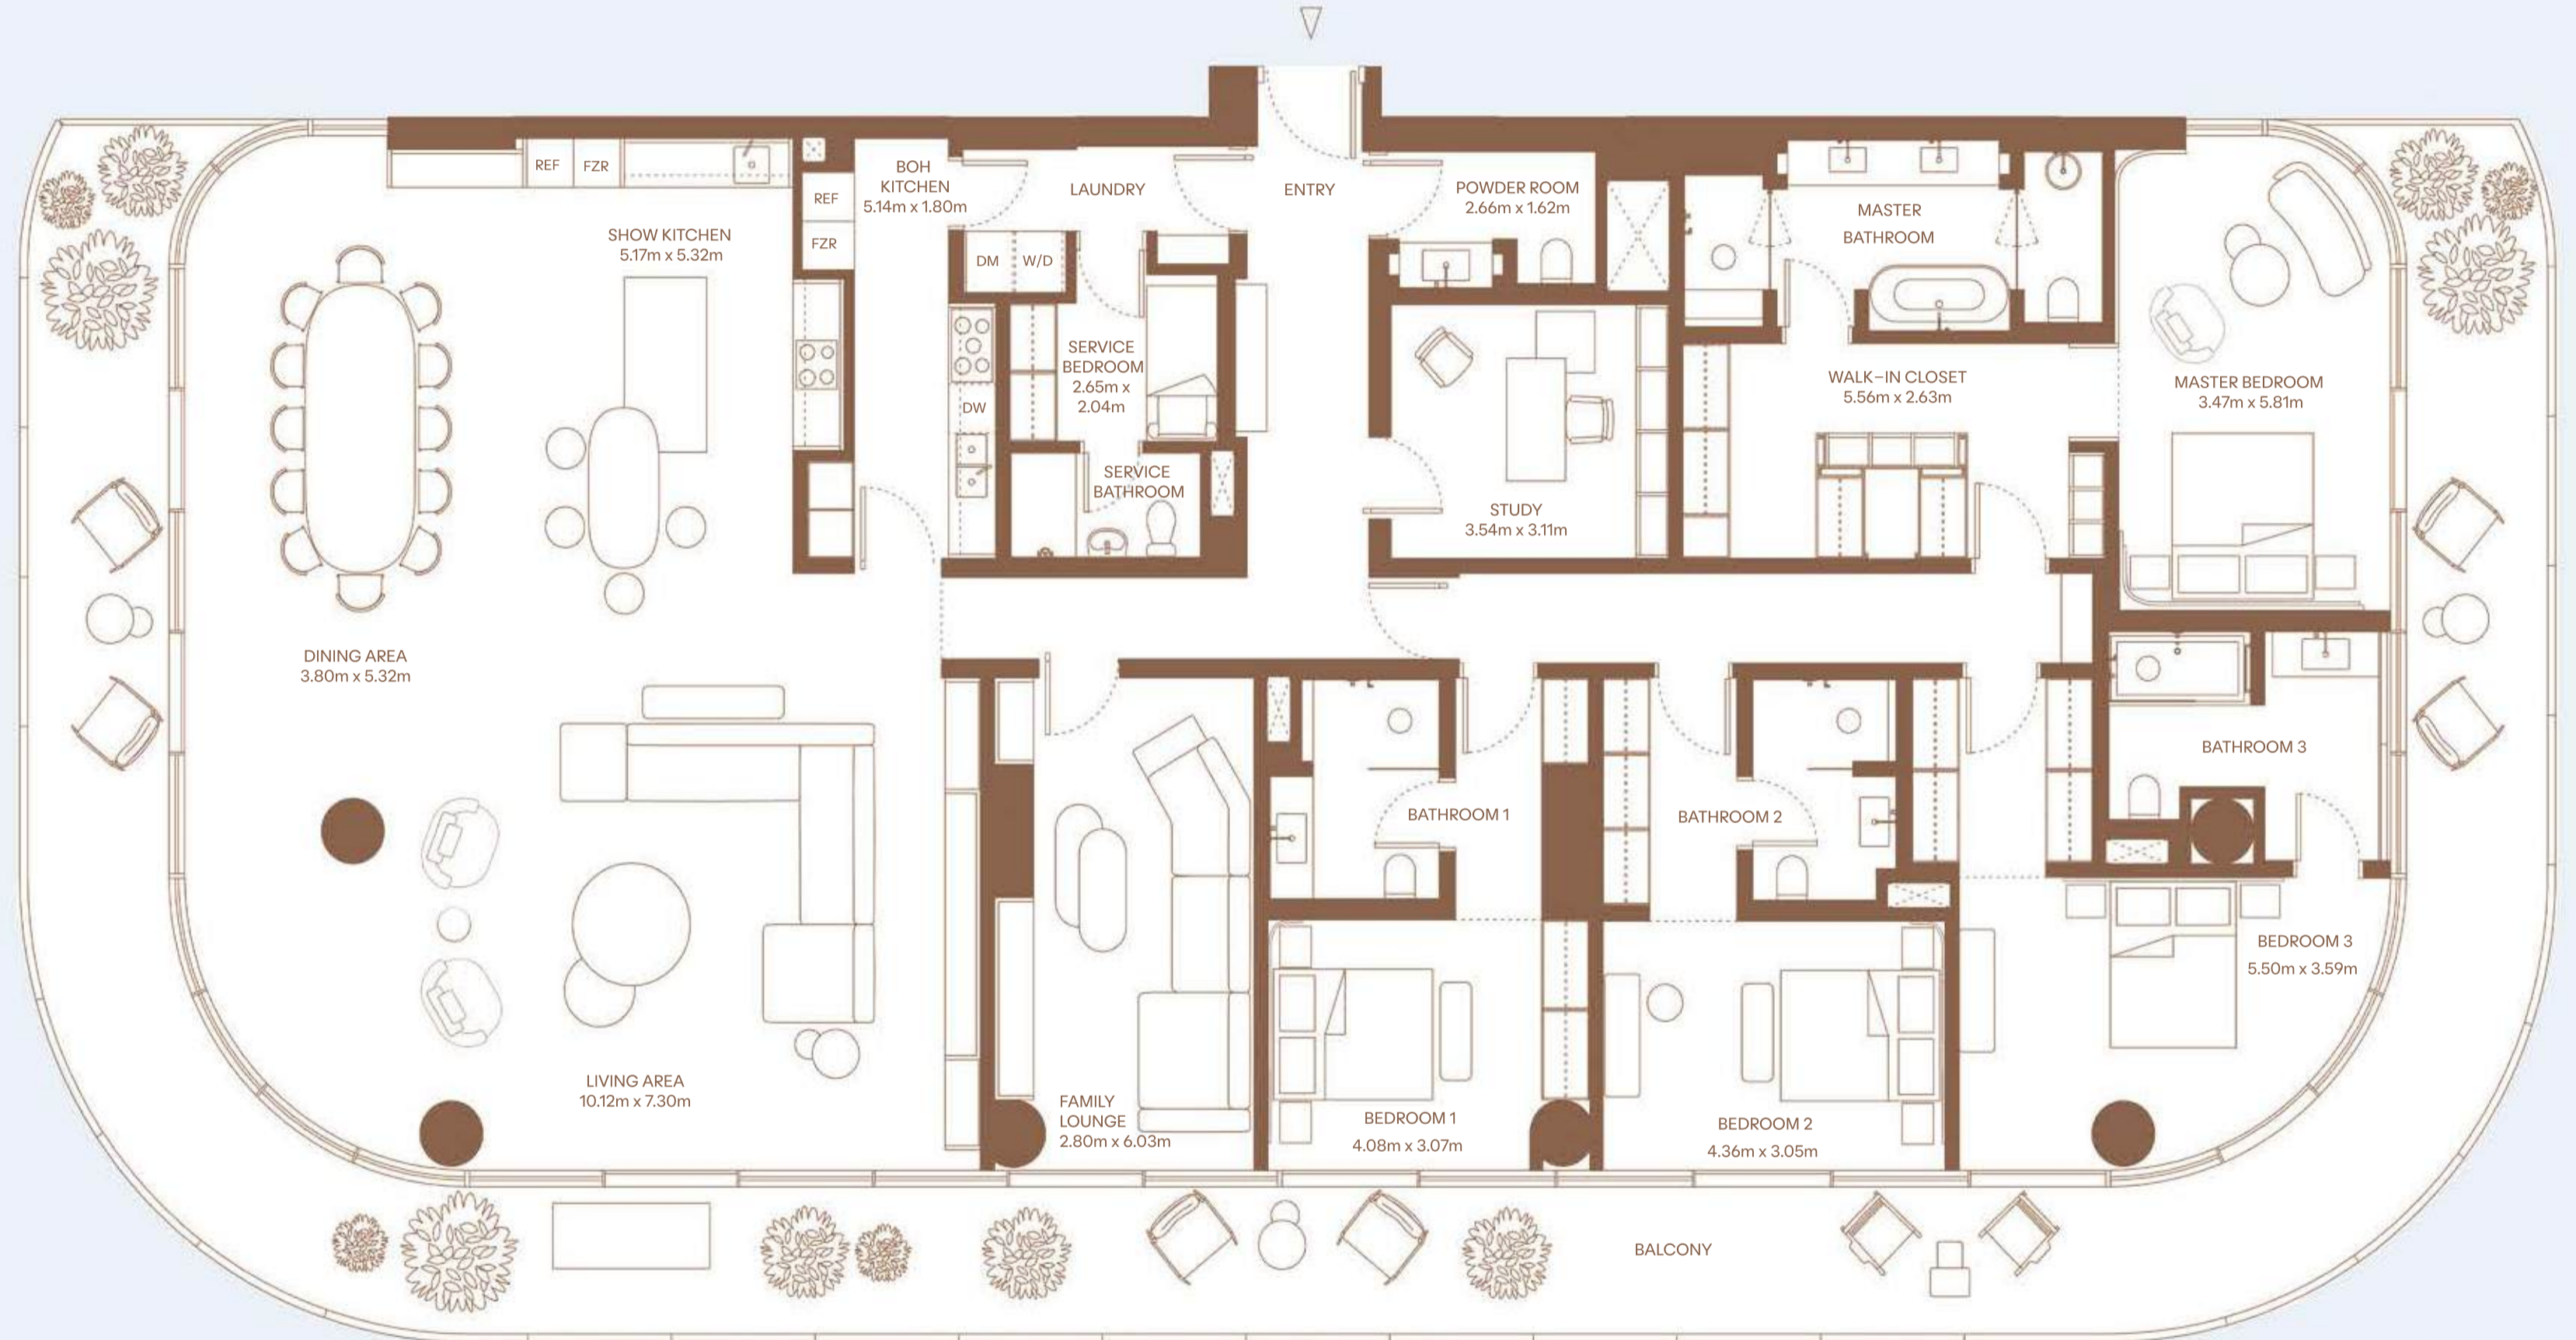 REF
FZR
SHOW KITCHEN
5.17m x 5.32m
REF
FZR
BOH
KITCHEN
5.14m x 1.80m
LAUNDRY
DM
W/D
DW
SERVICE
BEDROOM
2.65m x
2.04m
SERVICE
BATHROOM
ENTRY
POWDER ROOM
2.66m x 1.62m
STUDY
3.54m x 3.11m
MASTER
BATHROOM
WALK-IN CLOSET
5.56m x 2.63m
MASTER BEDROOM
3.47m x 5.81m
DINING AREA
3.80m x 5.32m
LIVING AREA
10.12m x 7.30m
FAMILY
LOUNGE
2.80m x 6.03m
BATHROOM 1
BEDROOM 1
4.08m x 3.07m
BATHROOM 2
BEDROOM 2
4.36m x 3.05m
BATHROOM 3
BEDROOM 3
5.50m x 3.59m
BALCONY